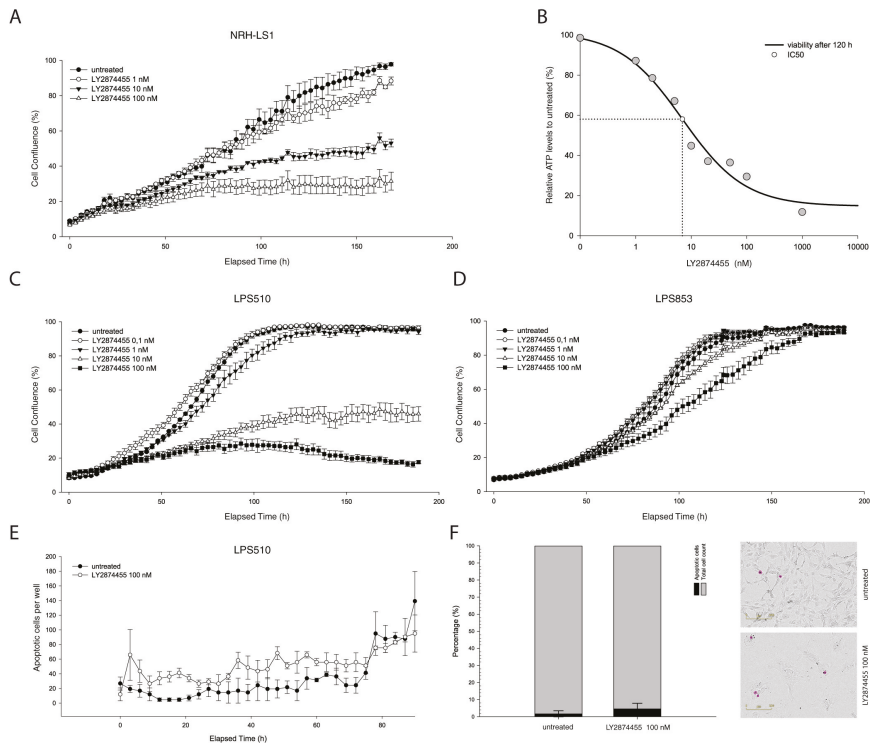 A
NRH-LS1
untreated
LY2874455 1 nM
LY2874455 10 nM
LY2874455 100 nM
Cell Confluence (%)
100
80
60
40
20
0
0 50 100 150 200
Elapsed Time (h)
B
viability after 120 h
IC50
Relative ATP levels to untreated (%)
100
80
60
40
20
0
0 1 10 100 1000 10000
LY2874455 (nM)
C
LPS510
untreated
LY2874455 0,1 nM
LY2874455 1 nM
LY2874455 10 nM
LY2874455 100 nM
Cell Confluence (%)
100
80
60
40
20
0
0 50 100 150 200
Elapsed Time (h)
D
LPS853
untreated
LY2874455 0,1 nM
LY2874455 1 nM
LY2874455 10 nM
LY2874455 100 nM
Cell Confluence (%)
100
80
60
40
20
0
0 50 100 150 200
Elapsed Time (h)
E
LPS510
untreated
LY2874455 100 nM
Apoptotic cells per well
200
180
160
140
120
100
80
60
40
20
0
0 20 40 60 80
Elapsed Time (h)
F
Percentage (%)
100
90
80
70
60
50
40
30
20
10
0
untreated LY2874455 100 nM
Apoptotic cells
Total cell count
untreated
LY2874455 100 nM